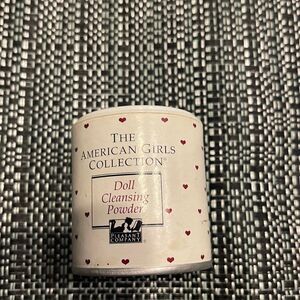 THE
AMERICAN GIRLS
COLLECTION®
Doll
Cleansing
Powder
PLEASANT
COMPANY